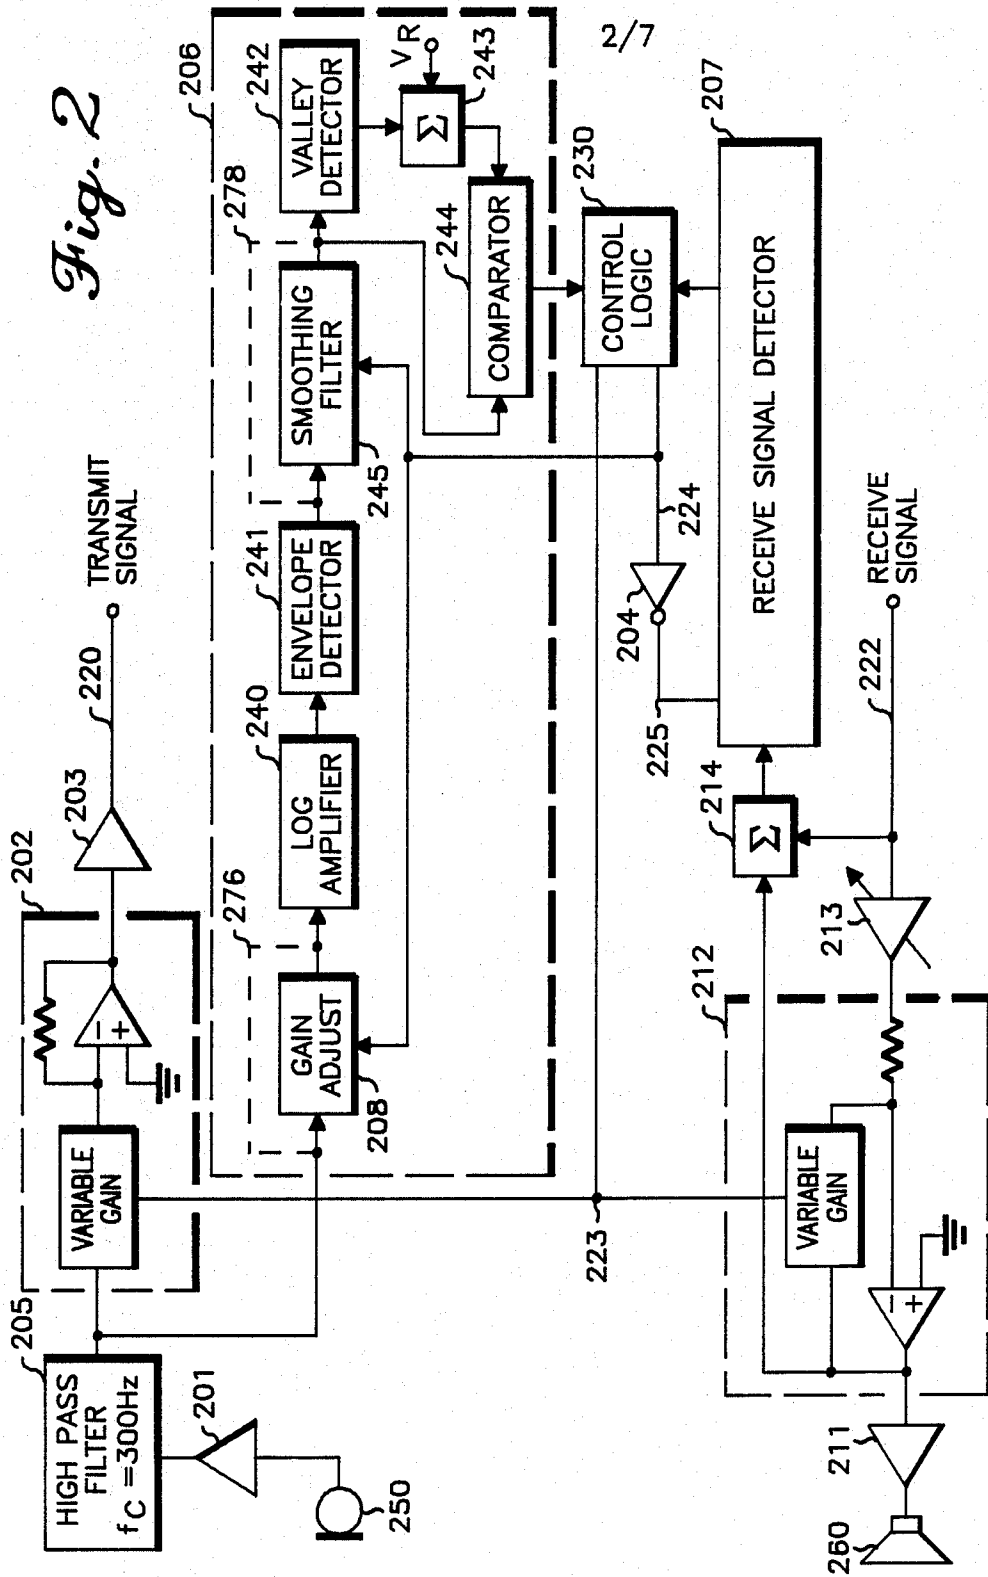 2/7
Fig. 2
206
242
VALLEY
DETECTOR
VR
243
Σ
278
SMOOTHING
FILTER
245
244
COMPARATOR
241
ENVELOPE
DETECTOR
240
LOG
AMPLIFIER
276
GAIN
ADJUST
208
TRANSMIT
SIGNAL
220
203
202
-
+
VARIABLE
GAIN
205
HIGH PASS
FILTER
fC =300Hz
201
250
230
CONTROL
LOGIC
207
RECEIVE SIGNAL DETECTOR
224
204
225
223
214
Σ
RECEIVE
SIGNAL
222
213
212
VARIABLE
GAIN
-
+
211
260